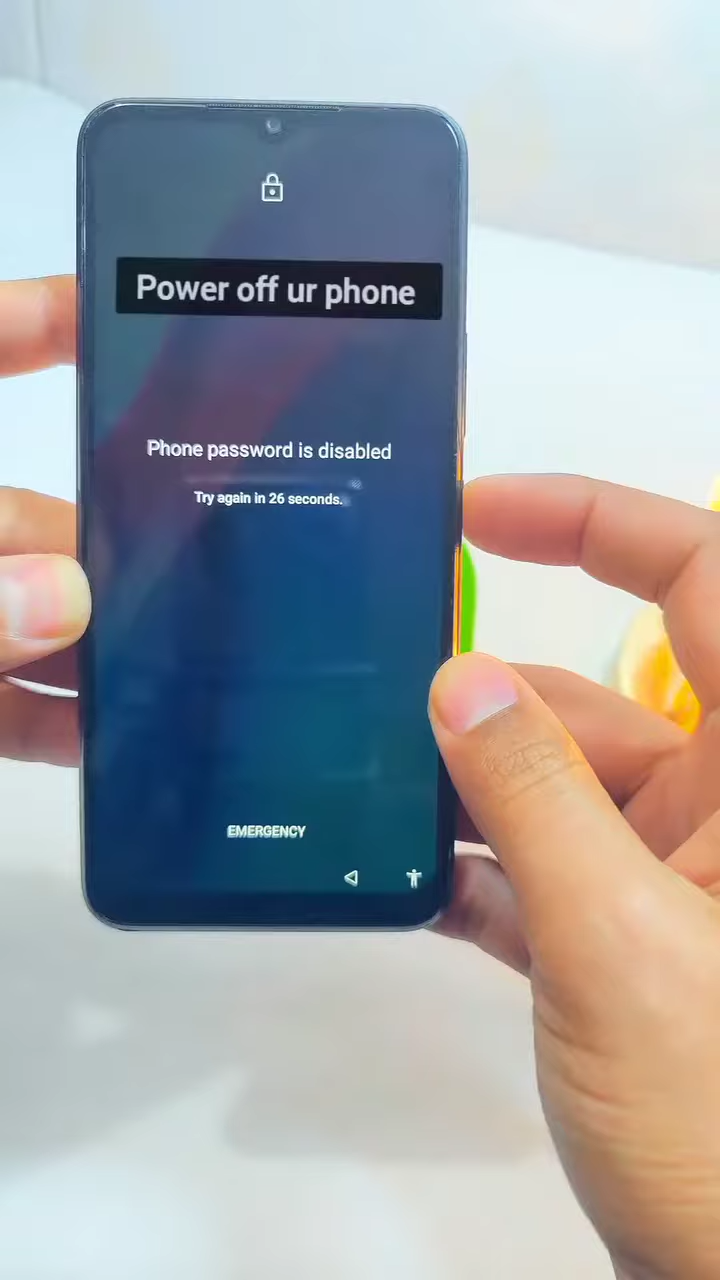 Power off ur phone
Phone password is disabled
Try again in 26 seconds.
EMERGENCY